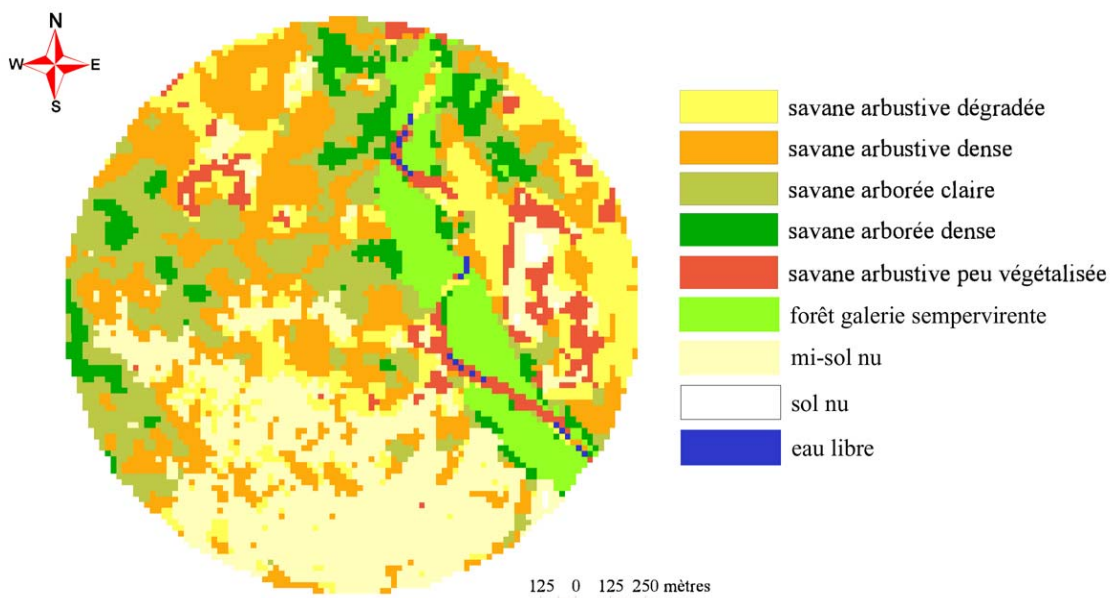 N
W E
S
savane arbustive dégradée
savane arbustive dense
savane arborée claire
savane arborée dense
savane arbustive peu végétalisée
forêt galerie sempervirente
mi-sol nu
sol nu
eau libre
125 0 125 250 mètres